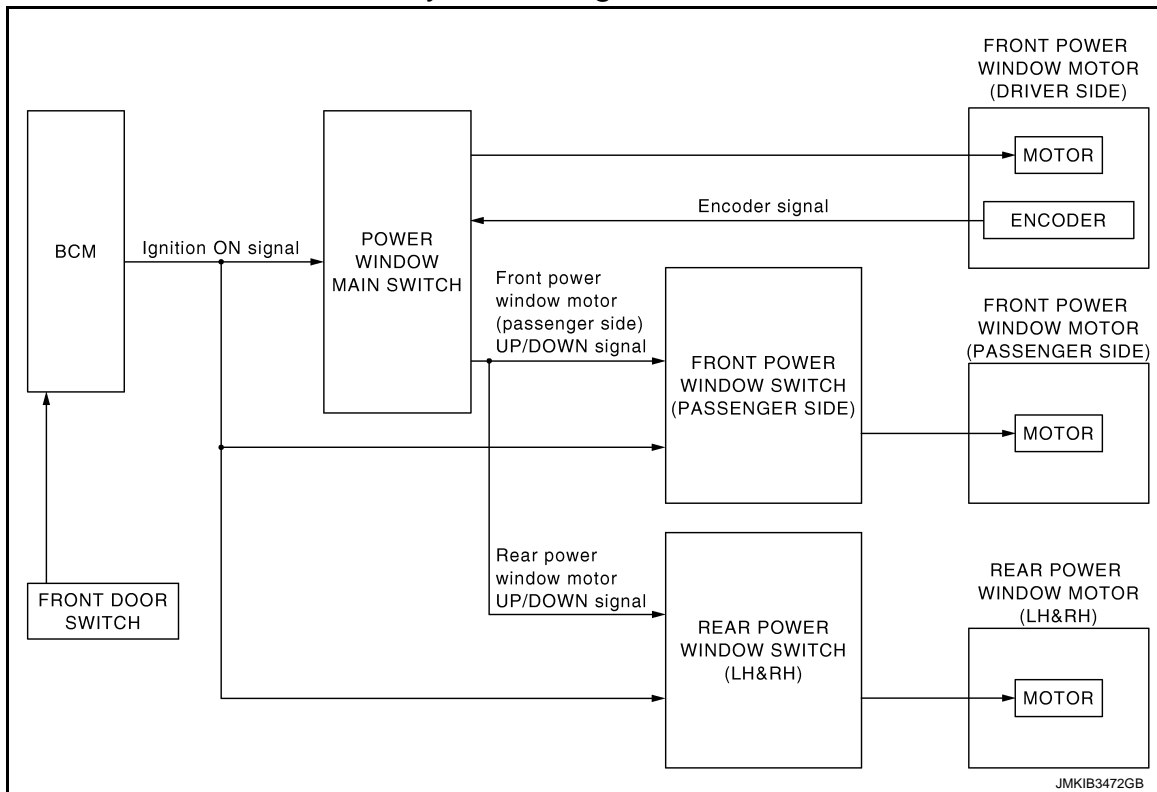 FRONT POWER
WINDOW MOTOR
(DRIVER SIDE)
MOTOR
Encoder signal
ENCODER
BCM
Ignition ON signal
POWER
WINDOW
MAIN SWITCH
Front power
window motor
(passenger side)
UP/DOWN signal
FRONT POWER
WINDOW SWITCH
(PASSENGER SIDE)
FRONT POWER
WINDOW MOTOR
(PASSENGER SIDE)
MOTOR
FRONT DOOR
SWITCH
Rear power
window motor
UP/DOWN signal
REAR POWER
WINDOW SWITCH
(LH&RH)
REAR POWER
WINDOW MOTOR
(LH&RH)
MOTOR
JMKIB3472GB